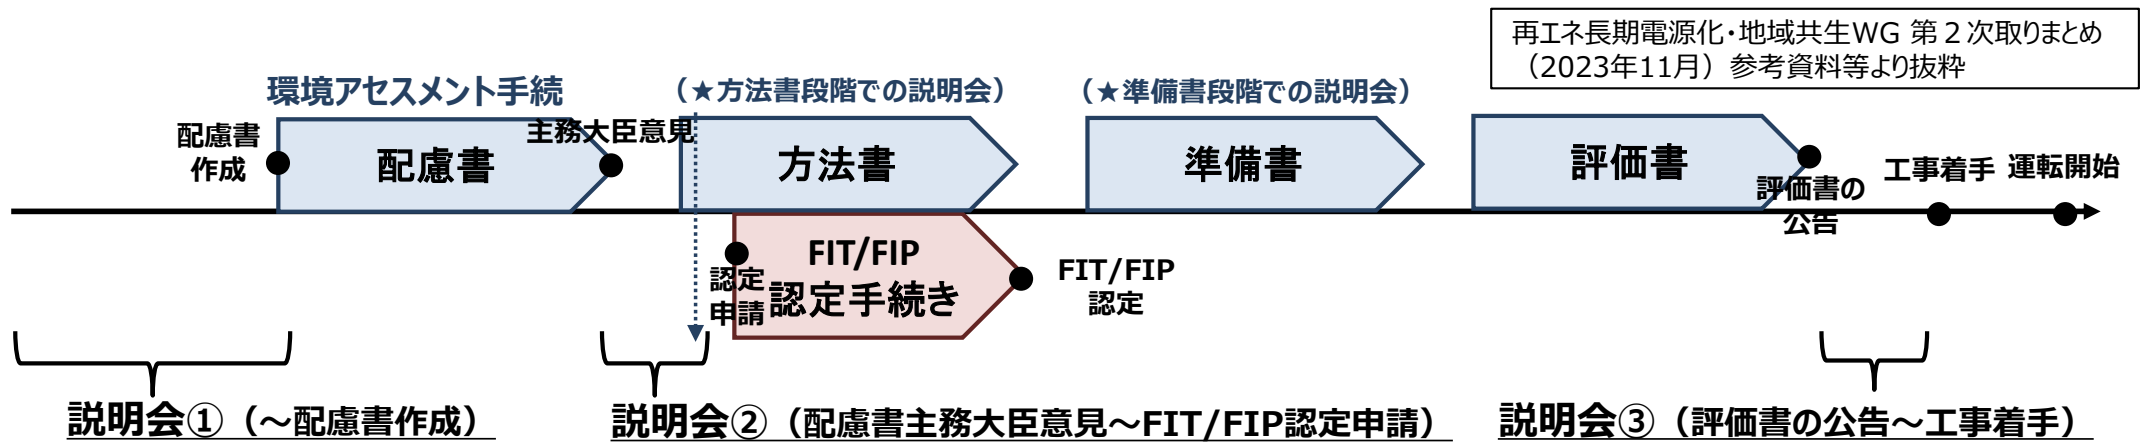 再エネ長期電源化・地域共生WG 第２次取りまとめ
（2023年11月）参考資料等より抜粋
環境アセスメント手続
（★方法書段階での説明会）
（★準備書段階での説明会）
配慮書
作成
配慮書
主務大臣意見
方法書
準備書
評価書
評価書の
公告
工事着手
運転開始
認定
申請
FIT/FIP
認定手続き
FIT/FIP
認定
説明会①（～配慮書作成）
説明会②（配慮書主務大臣意見～FIT/FIP認定申請）
説明会③（評価書の公告～工事着手）